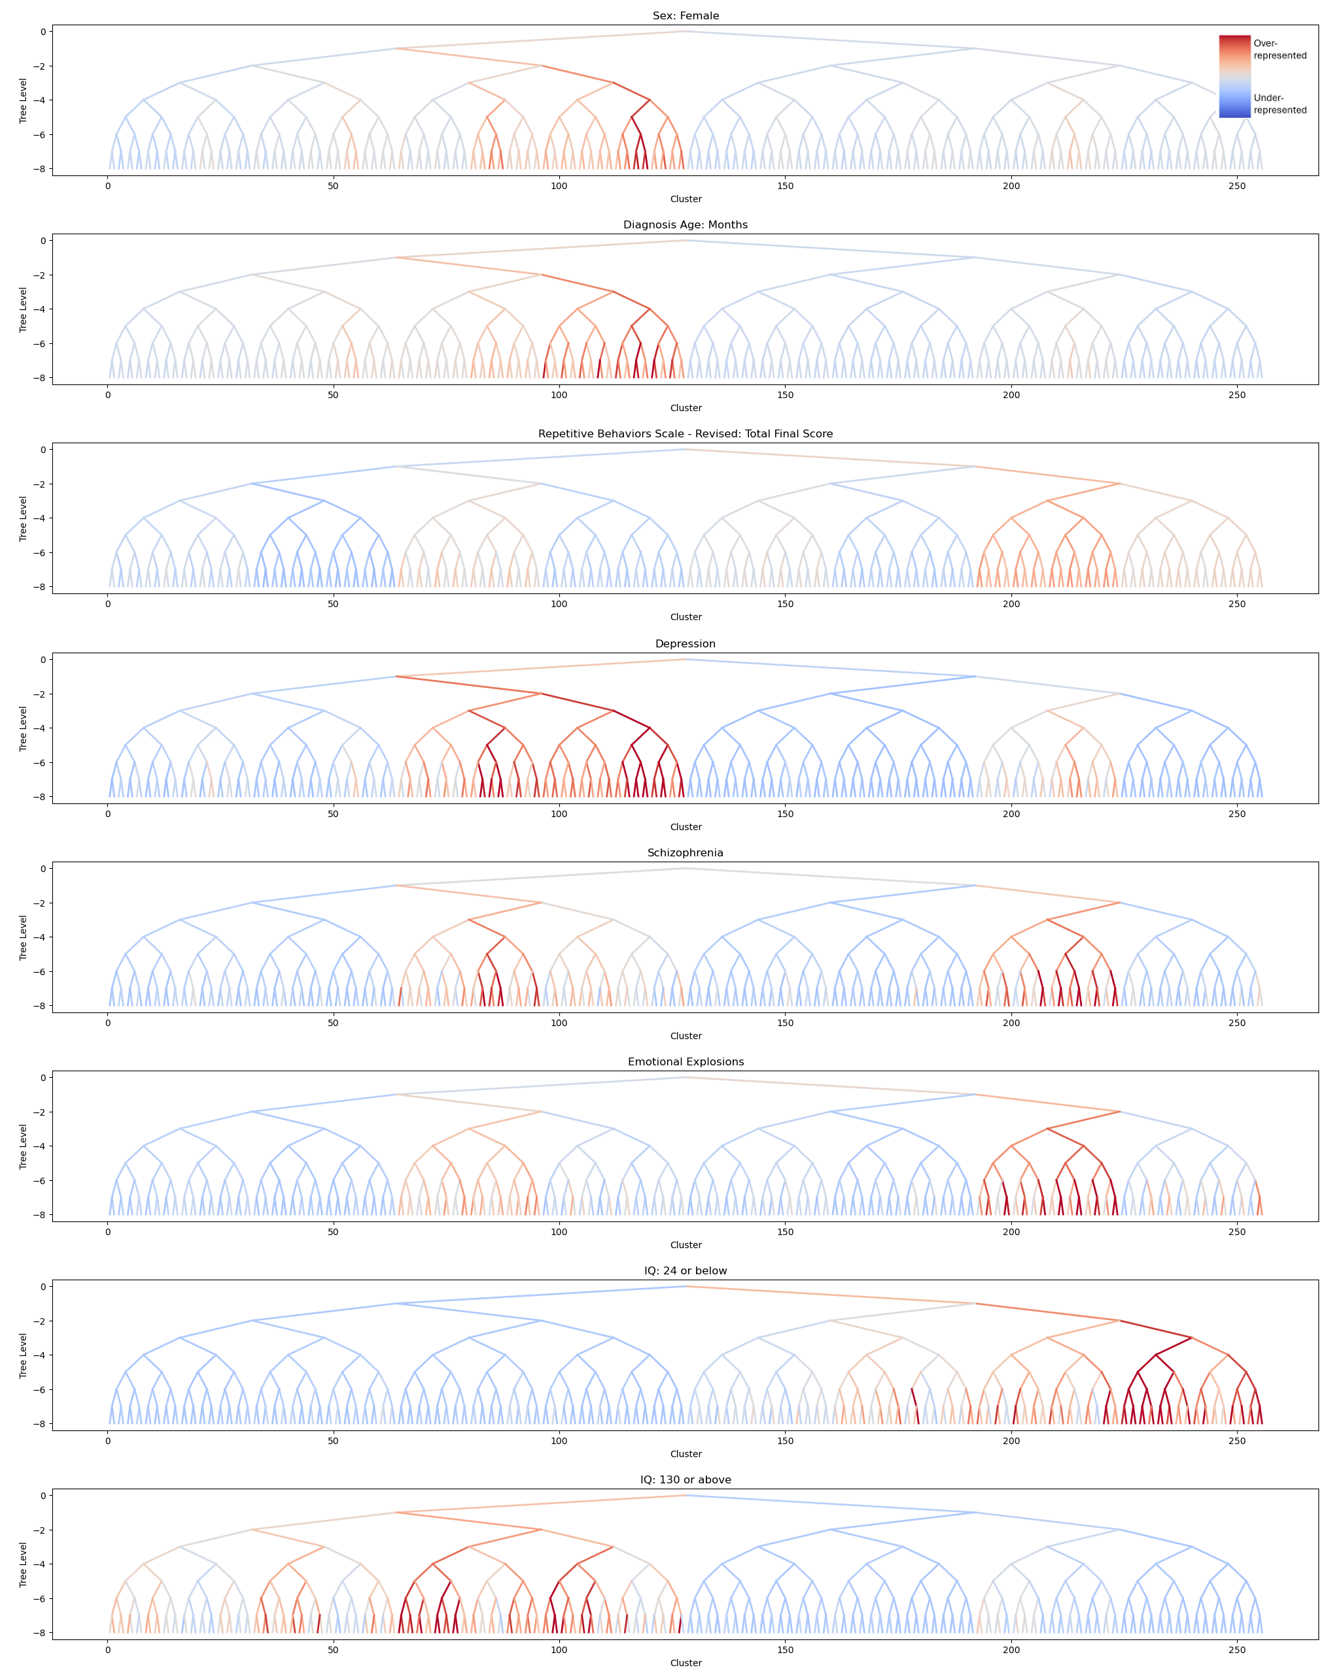 Sex: Female
Over-
represented
Under-
represented
0
−2
−4
−6
−8
Tree Level
0 50 100 150 200 250
Cluster
Diagnosis Age: Months
0
−2
−4
−6
−8
Tree Level
0 50 100 150 200 250
Cluster
Repetitive Behaviors Scale - Revised: Total Final Score
0
−2
−4
−6
−8
Tree Level
0 50 100 150 200 250
Cluster
Depression
0
−2
−4
−6
−8
Tree Level
0 50 100 150 200 250
Cluster
Schizophrenia
0
−2
−4
−6
−8
Tree Level
0 50 100 150 200 250
Cluster
Emotional Explosions
0
−2
−4
−6
−8
Tree Level
0 50 100 150 200 250
Cluster
IQ: 24 or below
0
−2
−4
−6
−8
Tree Level
0 50 100 150 200 250
Cluster
IQ: 130 or above
0
−2
−4
−6
−8
Tree Level
0 50 100 150 200 250
Cluster